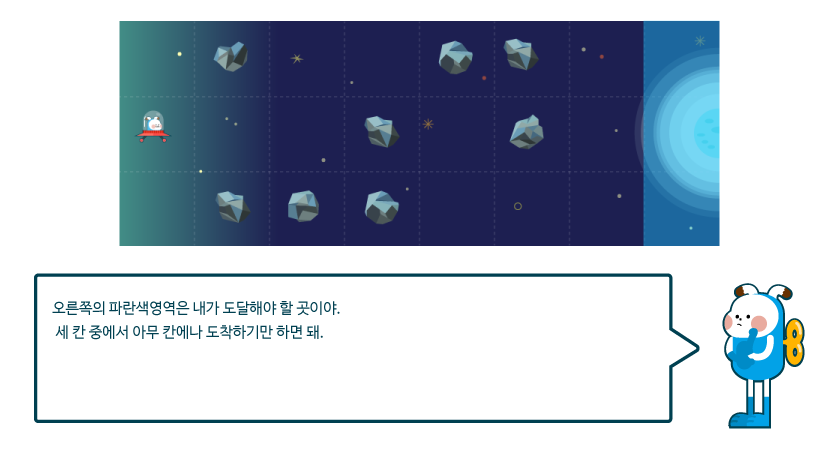 오른쪽의 파란색영역은 내가 도달해야 할 곳이야.
세 칸 중에서 아무 칸에나 도착하기만 하면 돼.